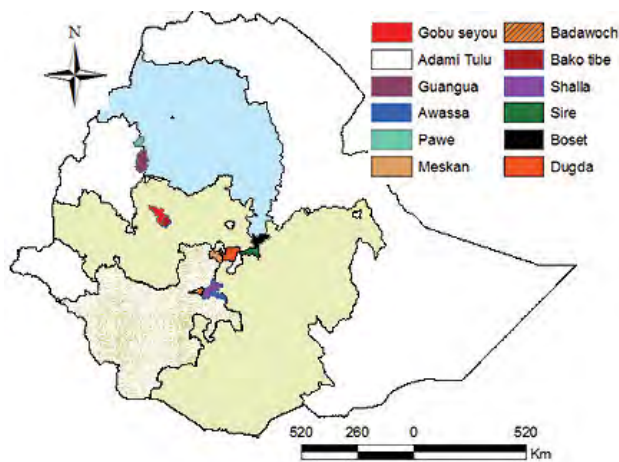 N
Gobu seyou
Adami Tulu
Guangua
Awassa
Pawe
Meskan
Badawoch
Bako tibe
Shalla
Sire
Boset
Dugda
520 260 0 520
Km